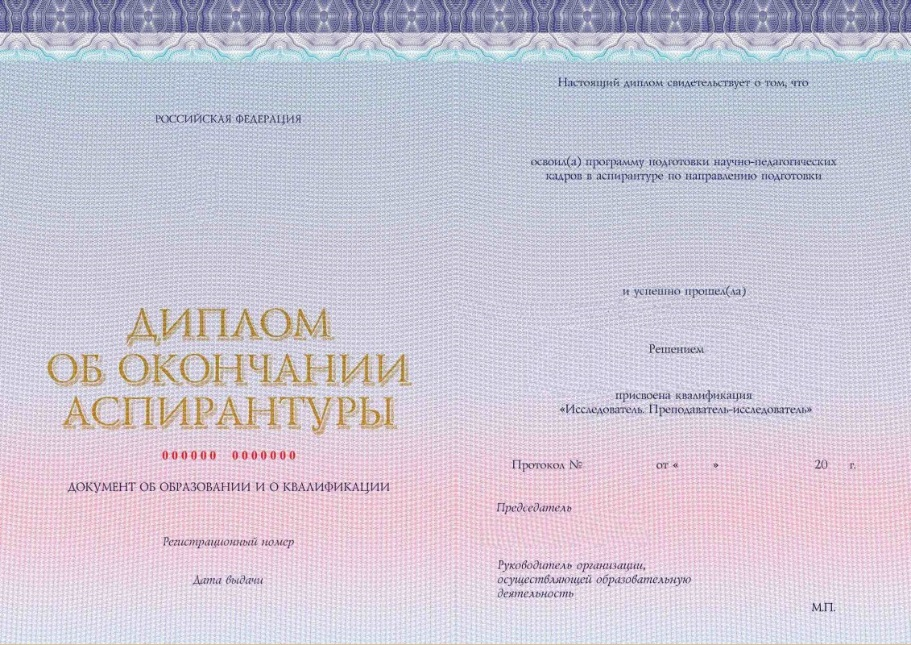 РОССИЙСКАЯ ФЕДЕРАЦИЯ
ДИПЛОМ
ОБ ОКОНЧАНИИ
АСПИРАНТУРЫ
000000 0000000
ДОКУМЕНТ ОБ ОБРАЗОВАНИИ И О КВАЛИФИКАЦИИ
Регистрационный номер
Дата выдачи
Настоящий диплом свидетельствует о том, что
освоил(а) программу подготовки научно-педагогических
кадров в аспирантуре по направлению подготовки
и успешно прошел(ла)
Решением
присвоена квалификация
«Исследователь. Преподаватель-исследователь»
Протокол № от « » 20 г.
Председатель
Руководитель организации,
осуществляющей образовательную
деятельность
М.П.